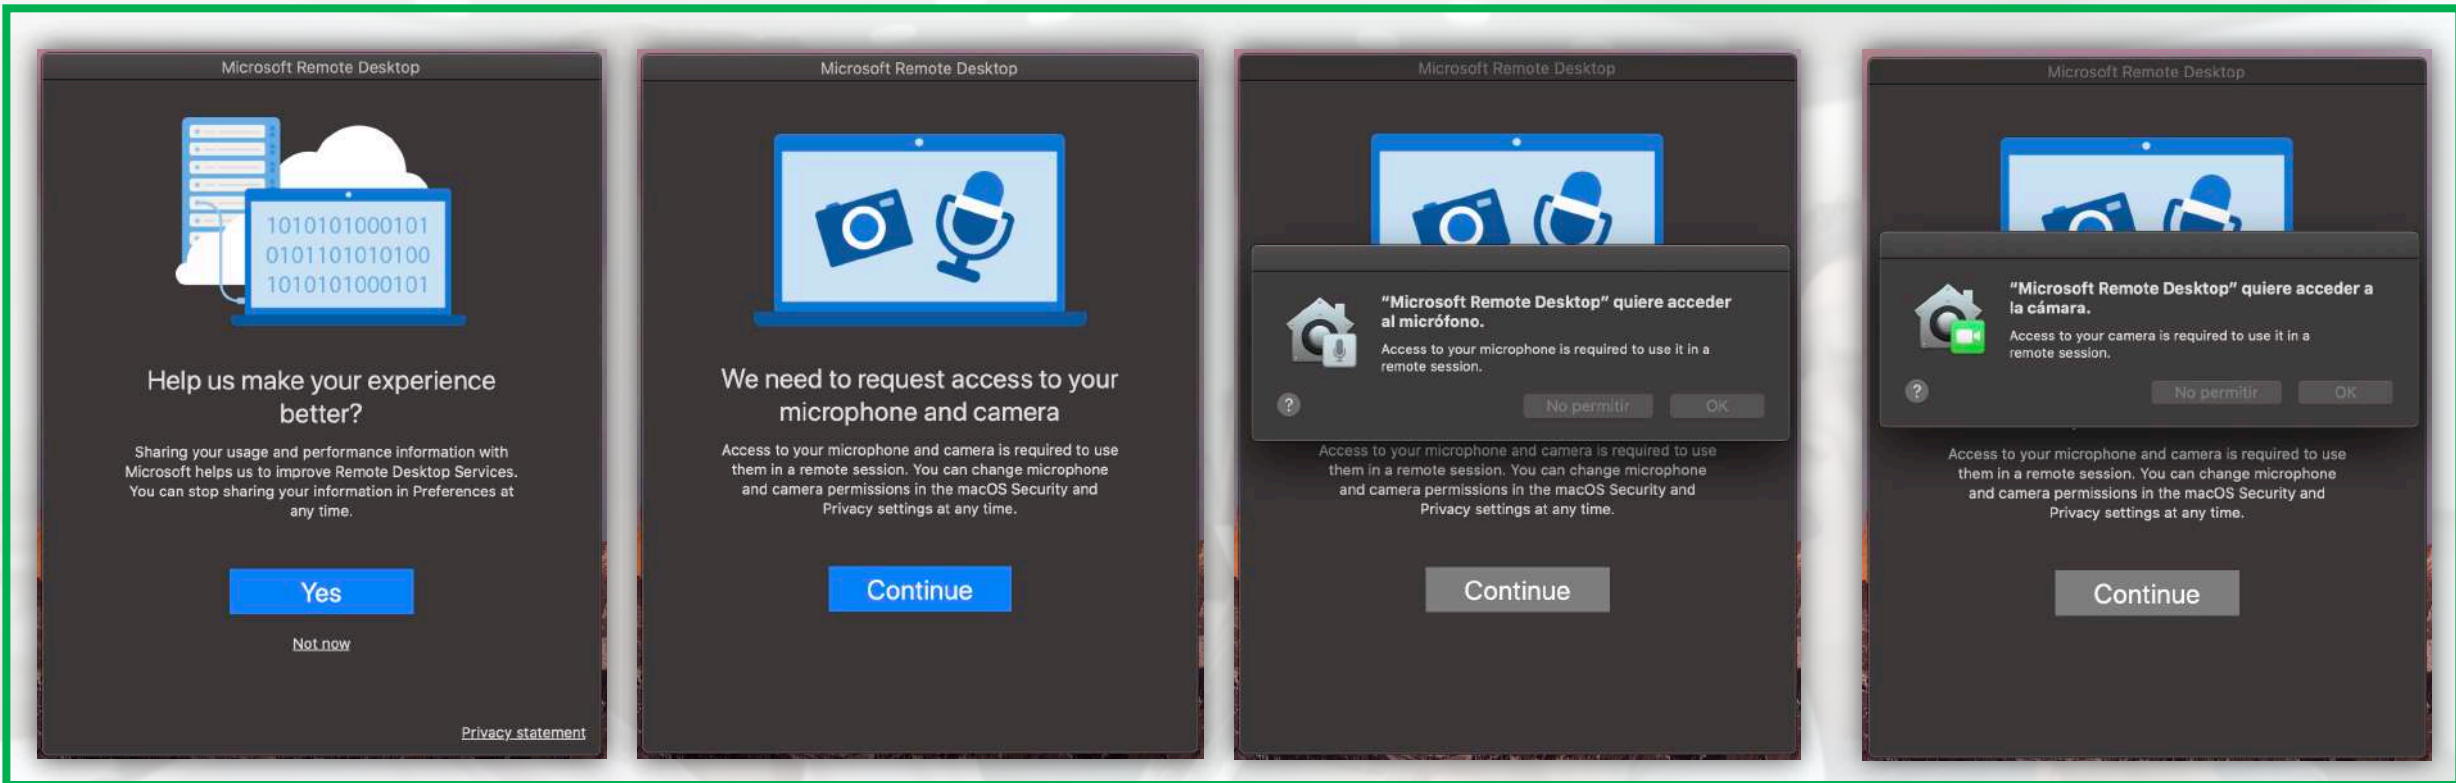 Microsoft Remote Desktop
1010101000101
0101101010100
1010101000101
Help us make your experience
better?
Sharing your usage and performance information with
Microsoft helps us to improve Remote Desktop Services.
You can stop sharing your information in Preferences at
any time.
Yes
Not now
Privacy statement
Microsoft Remote Desktop
We need to request access to your
microphone and camera
Access to your microphone and camera is required to use
them in a remote session. You can change microphone
and camera permissions in the macOS Security and
Privacy settings at any time.
Continue
Microsoft Remote Desktop
"Microsoft Remote Desktop" quiere acceder
al micrófono.
Access to your microphone is required to use it in a
remote session.
?
No permitir
OK
Access to your microphone and camera is required to use
them in a remote session. You can change microphone
and camera permissions in the macOS Security and
Privacy settings at any time.
Continue
Microsoft Remote Desktop
"Microsoft Remote Desktop" quiere acceder a
la cámara.
Access to your camera is required to use it in a
remote session.
?
No permitir
OK
Access to your microphone and camera is required to use
them in a remote session. You can change microphone
and camera permissions in the macOS Security and
Privacy settings at any time.
Continue